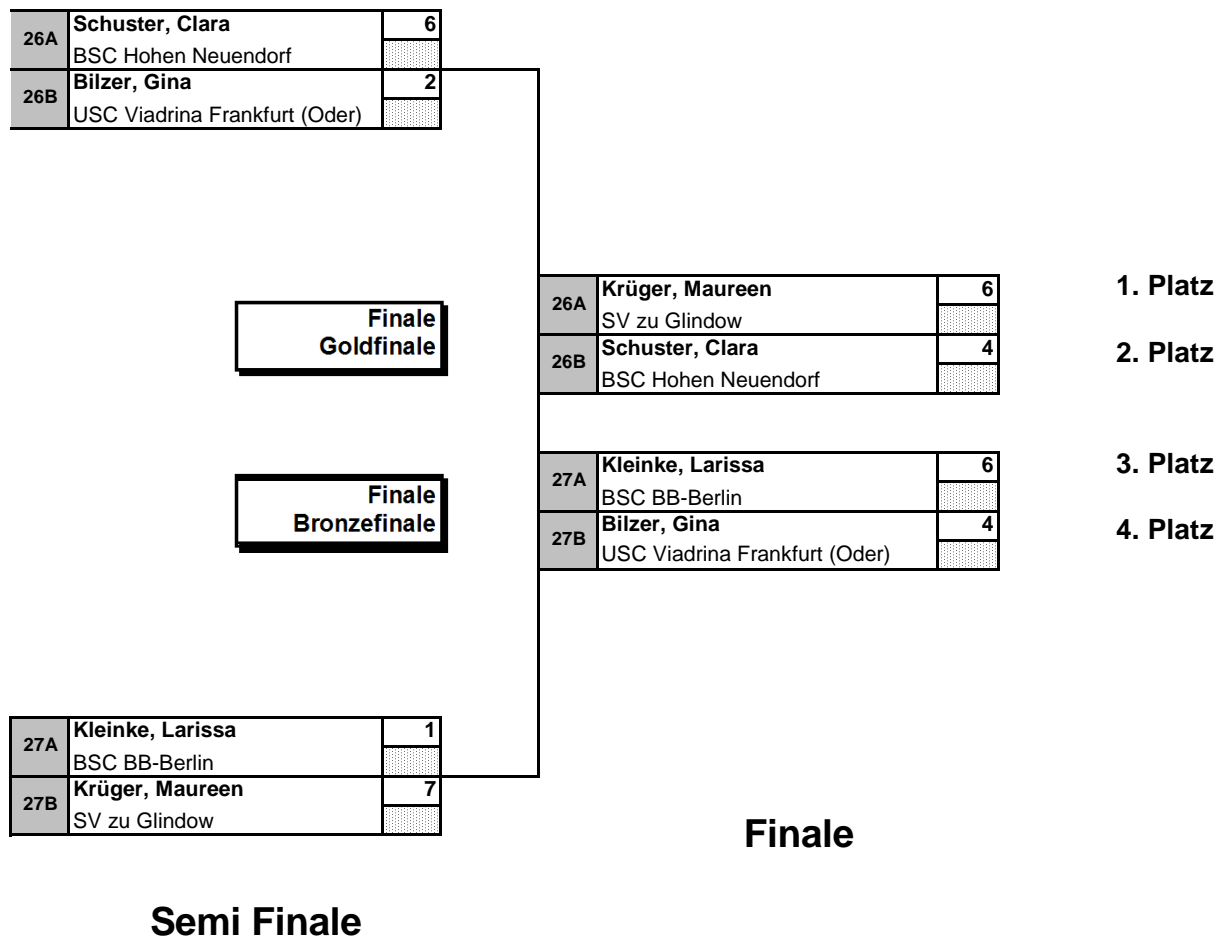 26A
Schuster, Clara 6
BSC Hohen Neuendorf
26B
Bilzer, Gina 2
USC Viadrina Frankfurt (Oder)
Finale
Goldfinale
26A
Krüger, Maureen 6
SV zu Glindow
26B
Schuster, Clara 4
BSC Hohen Neuendorf
1. Platz
2. Platz
Finale
Bronzefinale
27A
Kleinke, Larissa 6
BSC BB-Berlin
27B
Bilzer, Gina 4
USC Viadrina Frankfurt (Oder)
3. Platz
4. Platz
27A
Kleinke, Larissa 1
BSC BB-Berlin
27B
Krüger, Maureen 7
SV zu Glindow
Finale
Semi Finale